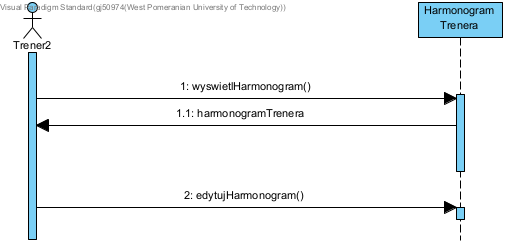 Visual Paradigm Standard(gj50974(West Pomeranian University of Technology))
Harmonogram
Trenera
Trener2
1: wyswietlHarmonogram()
1.1: harmonogramTrenera
2: edytujHarmonogram()